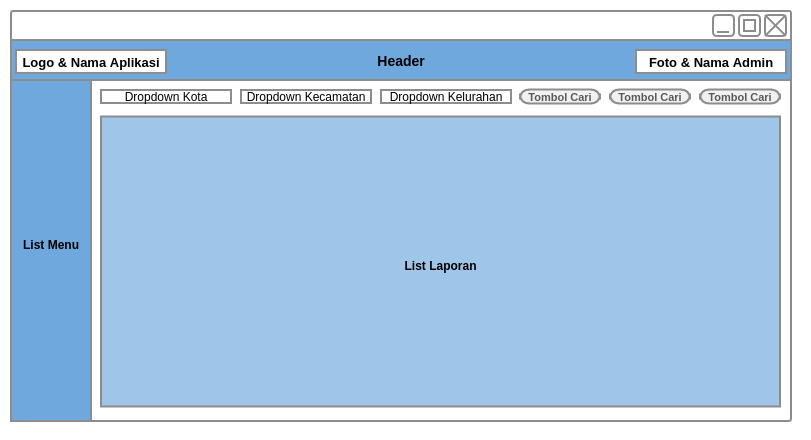 Logo & Nama Aplikasi
Header
Foto & Nama Admin
Dropdown Kota
Dropdown Kecamatan
Dropdown Kelurahan
Tombol Cari
Tombol Cari
Tombol Cari
List Menu
List Laporan